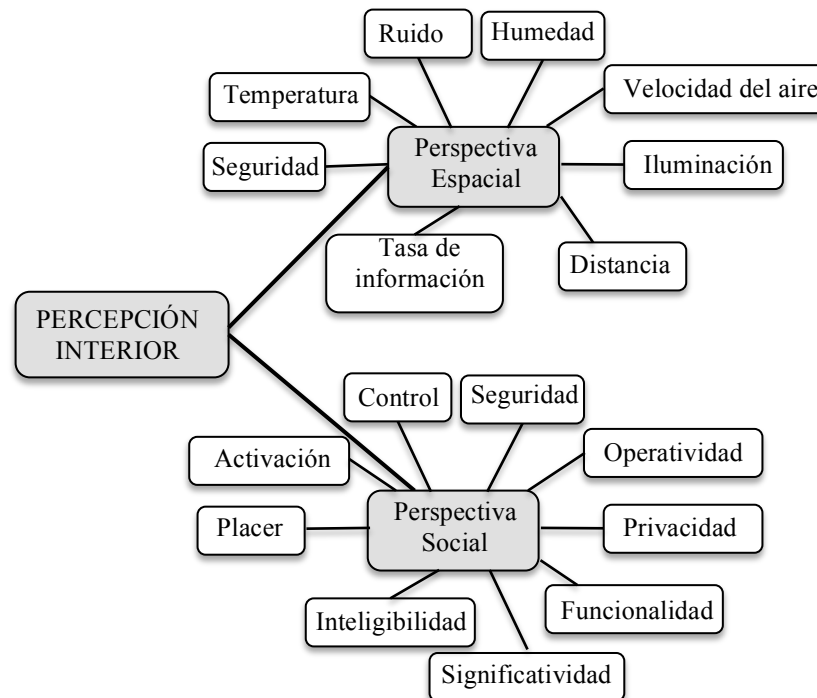 Ruido
Humedad
Temperatura
Velocidad del aire
Seguridad
Perspectiva
Espacial
Iluminación
Tasa de
información
Distancia
PERCEPCIÓN
INTERIOR
Control
Seguridad
Activación
Operatividad
Placer
Perspectiva
Social
Privacidad
Inteligibilidad
Funcionalidad
Significatividad